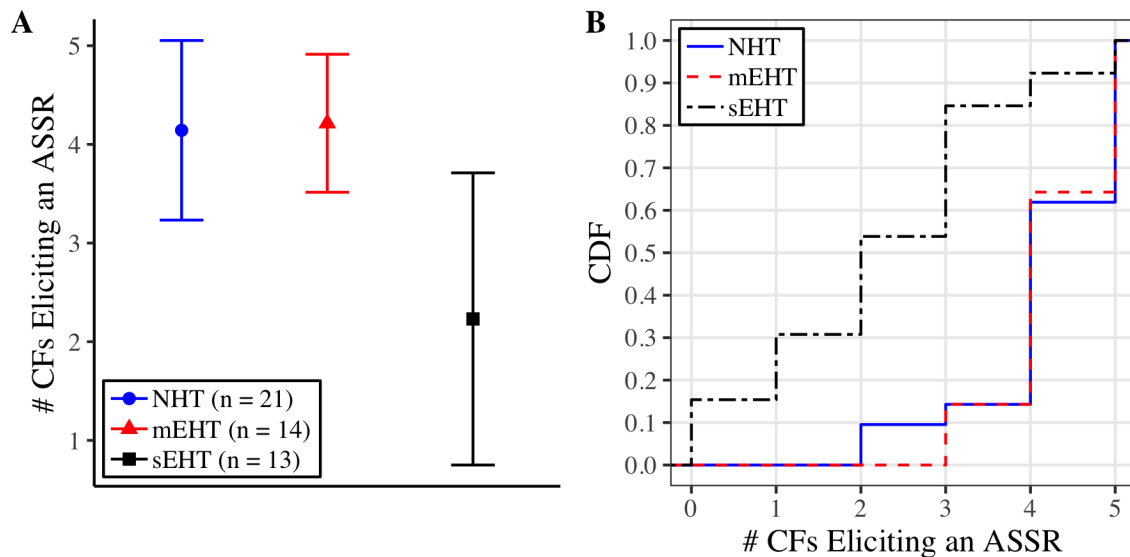 A
# CFs Eliciting an ASSR
5
4
3
2
1
NHT (n = 21)
mEHT (n = 14)
sEHT (n = 13)
B
CDF
1.0
0.9
0.8
0.7
0.6
0.5
0.4
0.3
0.2
0.1
0.0
NHT
mEHT
sEHT
0 1 2 3 4 5
# CFs Eliciting an ASSR